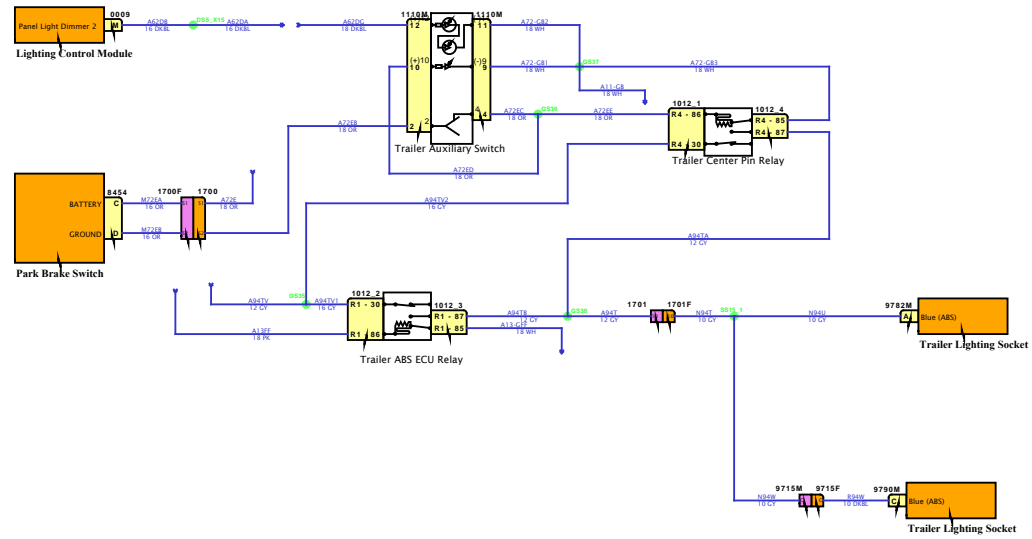 Panel Light Dimmer 2
0009
M
A62DB
16 DKBL
DSS_X15
A62DA
16 DKBL
Lighting Control Module
A62DG
18 DKBL
1110M
1110M
12
11
(+)10
10
(-)9
9
2
2
4
4
Trailer Auxiliary Switch
A72-GB2
18 WH
A72-GB1
18 WH
GS37
A72-GB3
18 WH
A11-GB
18 WH
A72EC
18 OR
GS36
A72EE
18 OR
A72EB
18 OR
A72ED
18 OR
1012_1
1012_4
R4 - 86
R4 - 85
R4 - 87
R4 - 30
Trailer Center Pin Relay
8454
1700F
1700
BATTERY
C
M72EA
16 OR
S1
S1
A72E
18 OR
GROUND
D
M72EB
16 OR
Park Brake Switch
A94TV2
16 GY
A94TA
12 GY
A94TV
12 GY
GS35
A94TV1
16 GY
A13FF
18 PK
1012_2
1012_3
R1 - 30
R1 - 87
R1 - 86
R1 - 85
Trailer ABS ECU Relay
A94TB
12 GY
A13-GFF
18 WH
GS38
A94T
12 GY
1701
1701F
N94T
10 GY
SS15_1
N94U
10 GY
9782M
A
Blue (ABS)
Trailer Lighting Socket
N94W
10 GY
9715M
9715F
R94W
10 DKBL
9790M
C
Blue (ABS)
Trailer Lighting Socket